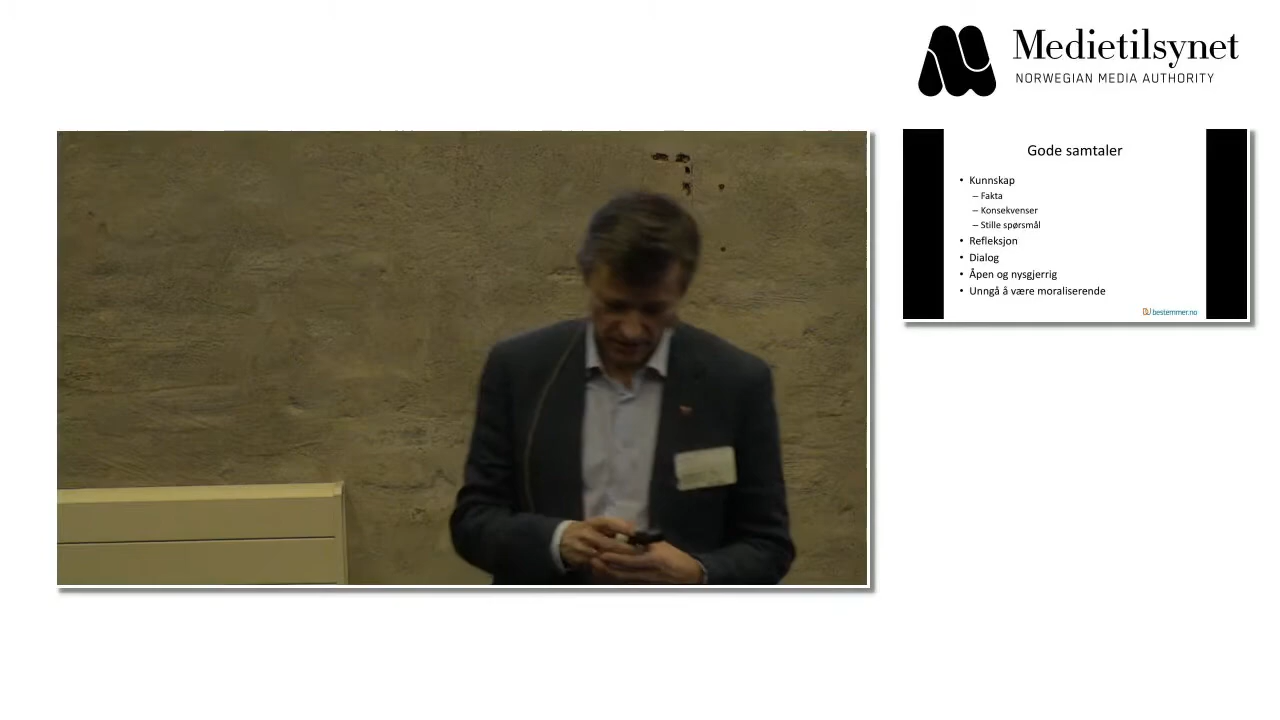 Medietilsynet
NORWEGIAN MEDIA AUTHORITY
Gode samtaler
• Kunnskap
– Fakta
– Konsekvenser
– Stille spørsmål
• Refleksjon
• Dialog
• Åpen og nysgjerrig
• Unngå å være moraliserende
DU bestemmer.no